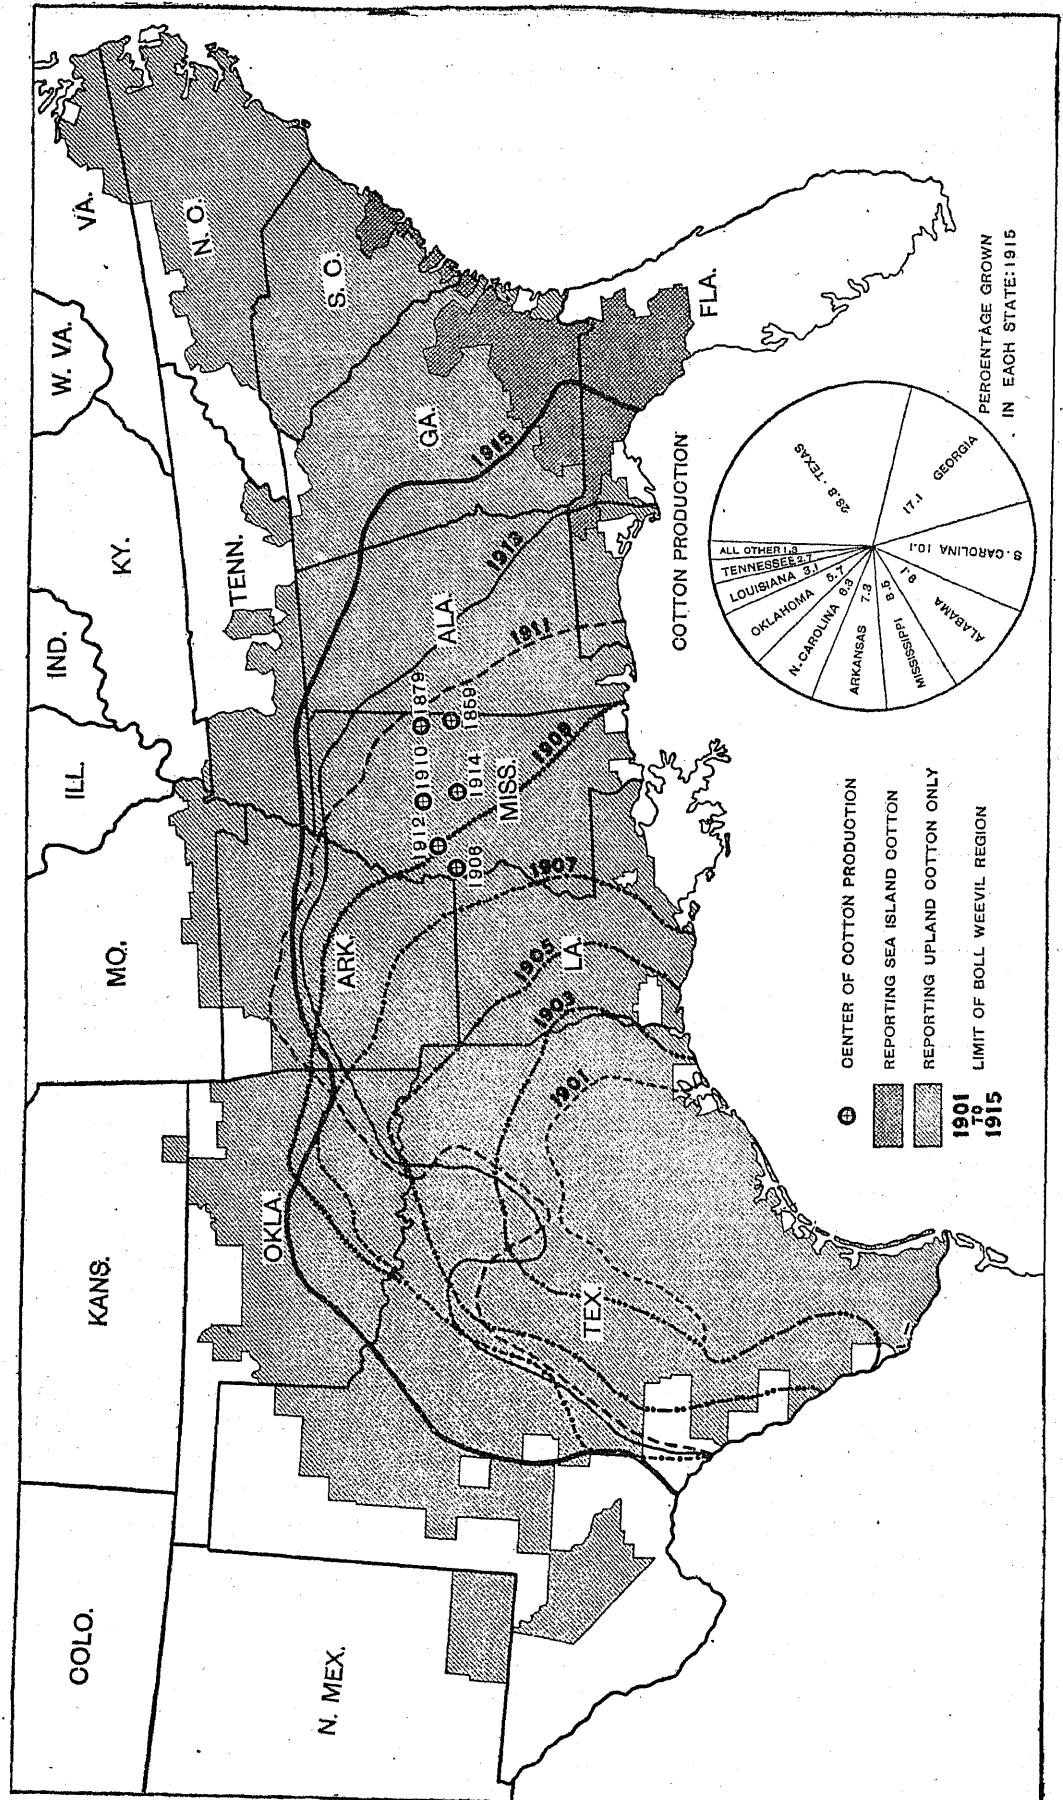 COLO.
KANS.
MO.
ILL.
IND.
KY.
W. VA.
VA.
N. MEX.
OKLA.
ARK.
TENN.
N. C.
S. C.
TEX.
LA.
MISS.
ALA.
GA.
FLA.
1901
1903
1905
1907
1909
1911
1913
1915
1906
1912
1910
1914
1879
1859
CENTER OF COTTON PRODUCTION
REPORTING SEA ISLAND COTTON
REPORTING UPLAND COTTON ONLY
1901
TO
1915
LIMIT OF BOLL WEEVIL REGION
COTTON PRODUCTION
ALL OTHER 1.3
TENNESSEE 2.7
LOUISIANA 3.1
OKLAHOMA 5.7
N. CAROLINA 6.3
ARKANSAS 7.3
MISSISSIPPI 8.5
ALABAMA 9.1
S. CAROLINA 10.1
17.1 GEORGIA
28.8 - TEXAS
PERCENTAGE GROWN
IN EACH STATE:1915